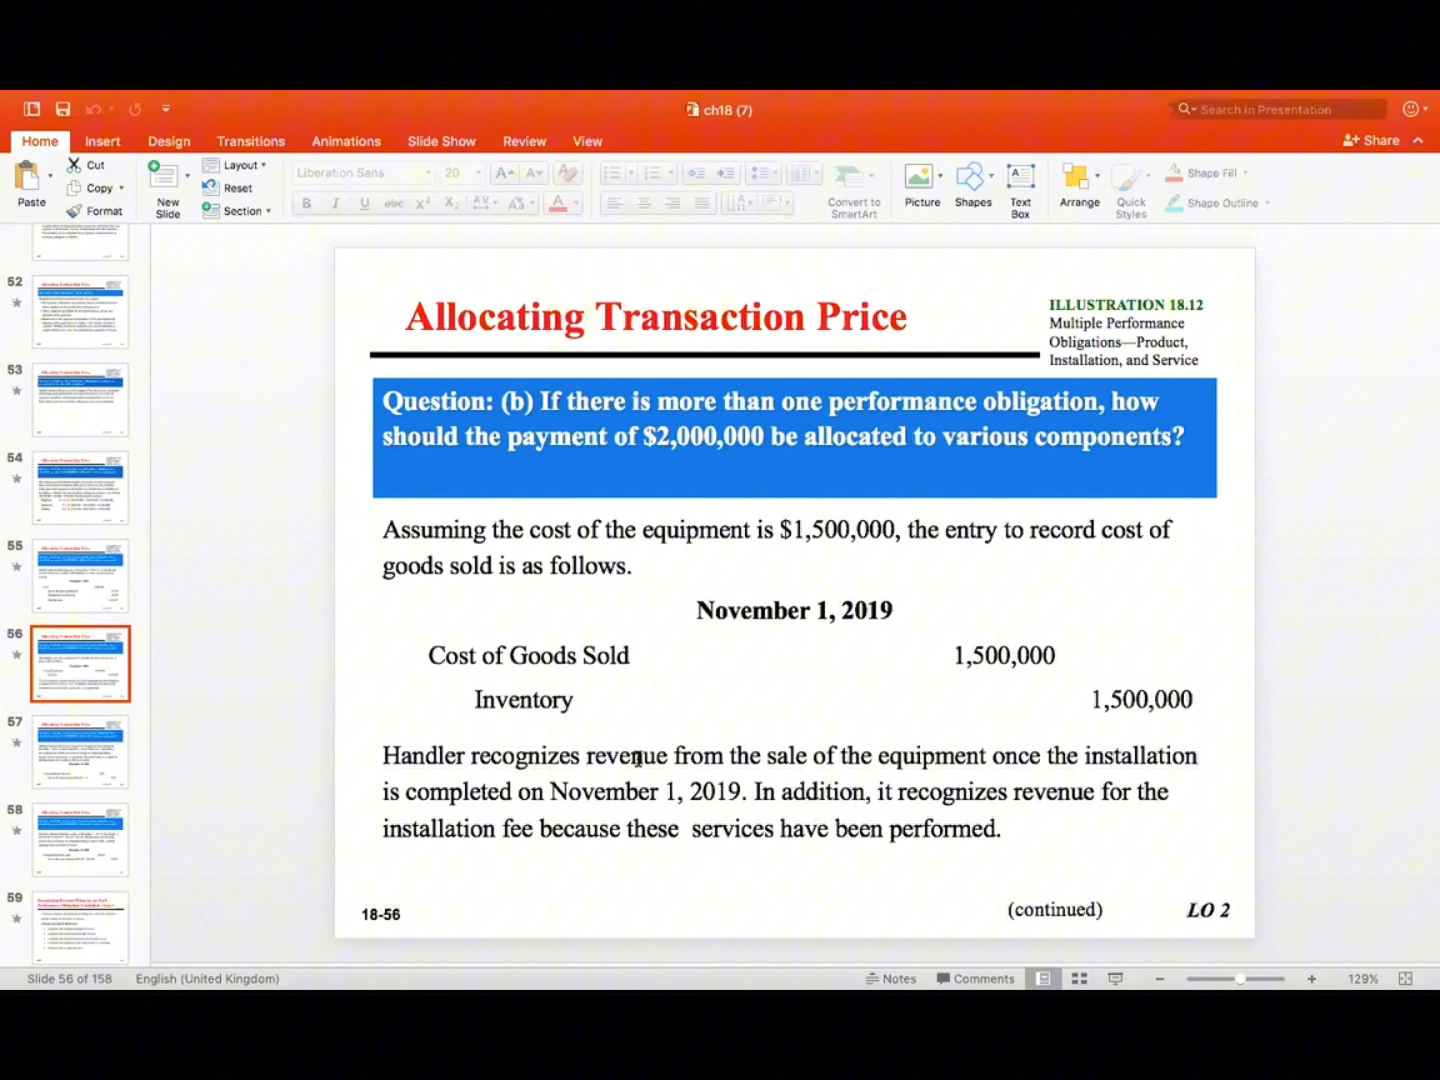 ch18 (7)
Search in Presentation
Home Insert Design Transitions Animations Slide Show Review View
Share
Paste
Cut
Copy
Format
New Slide
Layout
Reset
Section
Liberation Sans 20
Convert to SmartArt
Picture
Shapes
Text Box
Arrange
Quick Styles
Shape Fill
Shape Outline
52
53
54
55
56
57
58
59
Allocating Transaction Price
ILLUSTRATION 18.12
Multiple Performance
Obligations—Product,
Installation, and Service
Question: (b) If there is more than one performance obligation, how
should the payment of $2,000,000 be allocated to various components?
Assuming the cost of the equipment is $1,500,000, the entry to record cost of
goods sold is as follows.
November 1, 2019
Cost of Goods Sold 1,500,000
Inventory 1,500,000
Handler recognizes revenue from the sale of the equipment once the installation
is completed on November 1, 2019. In addition, it recognizes revenue for the
installation fee because these services have been performed.
18-56
(continued)
LO 2
Slide 56 of 158 English (United Kingdom) Notes Comments 129%